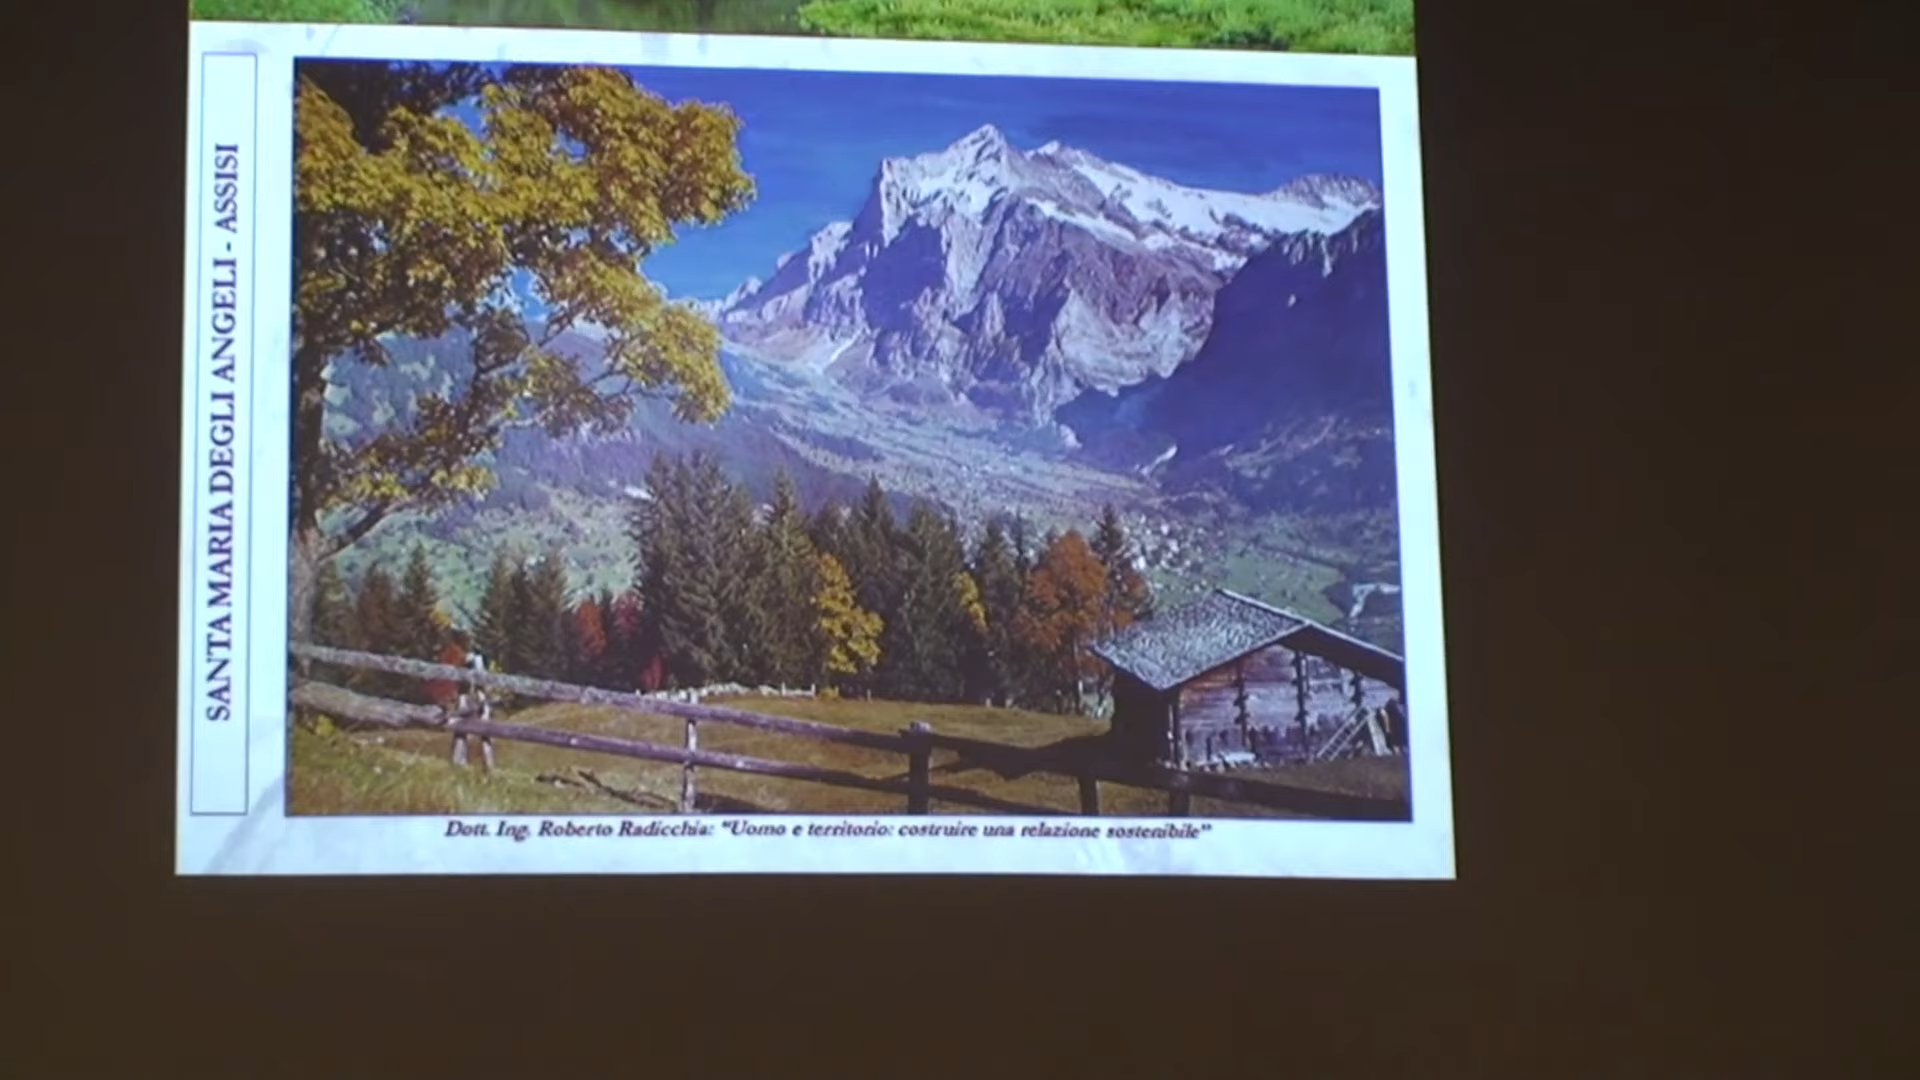 SANTA MARIA DEGLI ANGELI - ASSISI
Dott. Ing. Roberto Radicchia: "Uomo e territorio: costruire una relazione sostenibile"